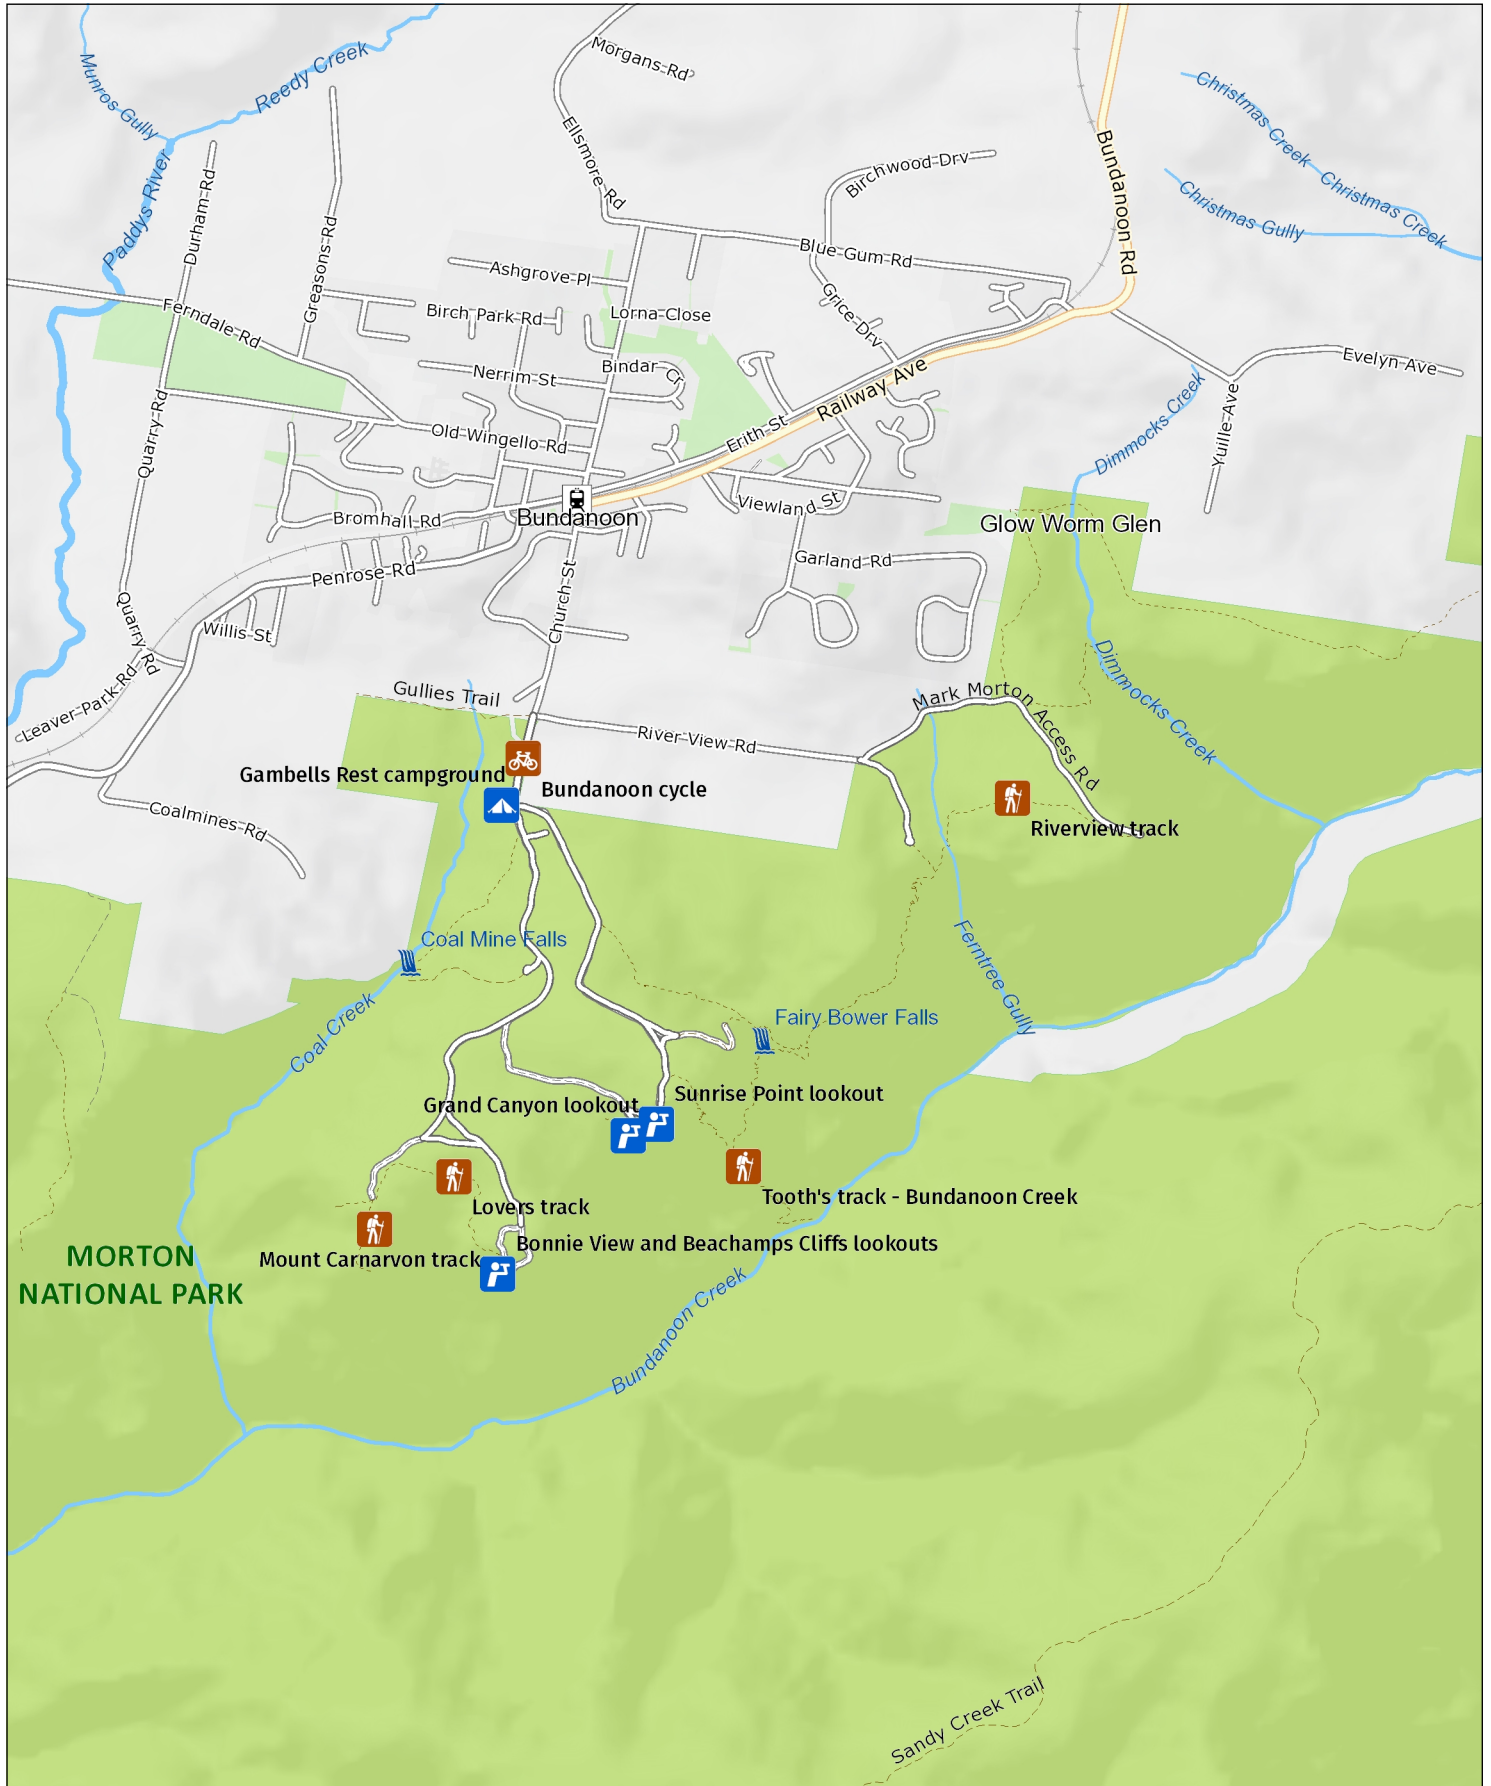 Morgans Rd
Munros Gully
Reedy Creek
Christmas Creek
Ellsmore Rd
Bundanoon Rd
Birchwood Drv
Paddys River
Durham Rd
Christmas Creek
Christmas Gully
Greasons Rd
Blue Gum Rd
Ashgrove Pl
Ferndale Rd
Birch Park Rd
Lorna Close
Grice Drv
Evelyn Ave
Nerrim St
Bindar Cr
Railway Ave
Dimmocks Creek
Yuille Ave
Quarry Rd
Old Wingello Rd
Erith St
Viewland St
Bromhall Rd
Bundanoon
Glow Worm Glen
Garland Rd
Penrose Rd
Church St
Quarry Rd
Willis St
Leaver Park Rd
Dimmocks Creek
Gullies Trail
Mark Morton Access Rd
River View Rd
Gambells Rest campground
Bundanoon cycle
Coalmines Rd
Riverview track
Coal Mine Falls
Ferntree Gully
Coal Creek
Fairy Bower Falls
Sunrise Point lookout
Grand Canyon lookout
Tooth's track - Bundanoon Creek
Lovers track
Bonnie View and Beachamps Cliffs lookouts
Mount Carnarvon track
MORTON
NATIONAL PARK
Bundanoon Creek
Sandy Creek Trail